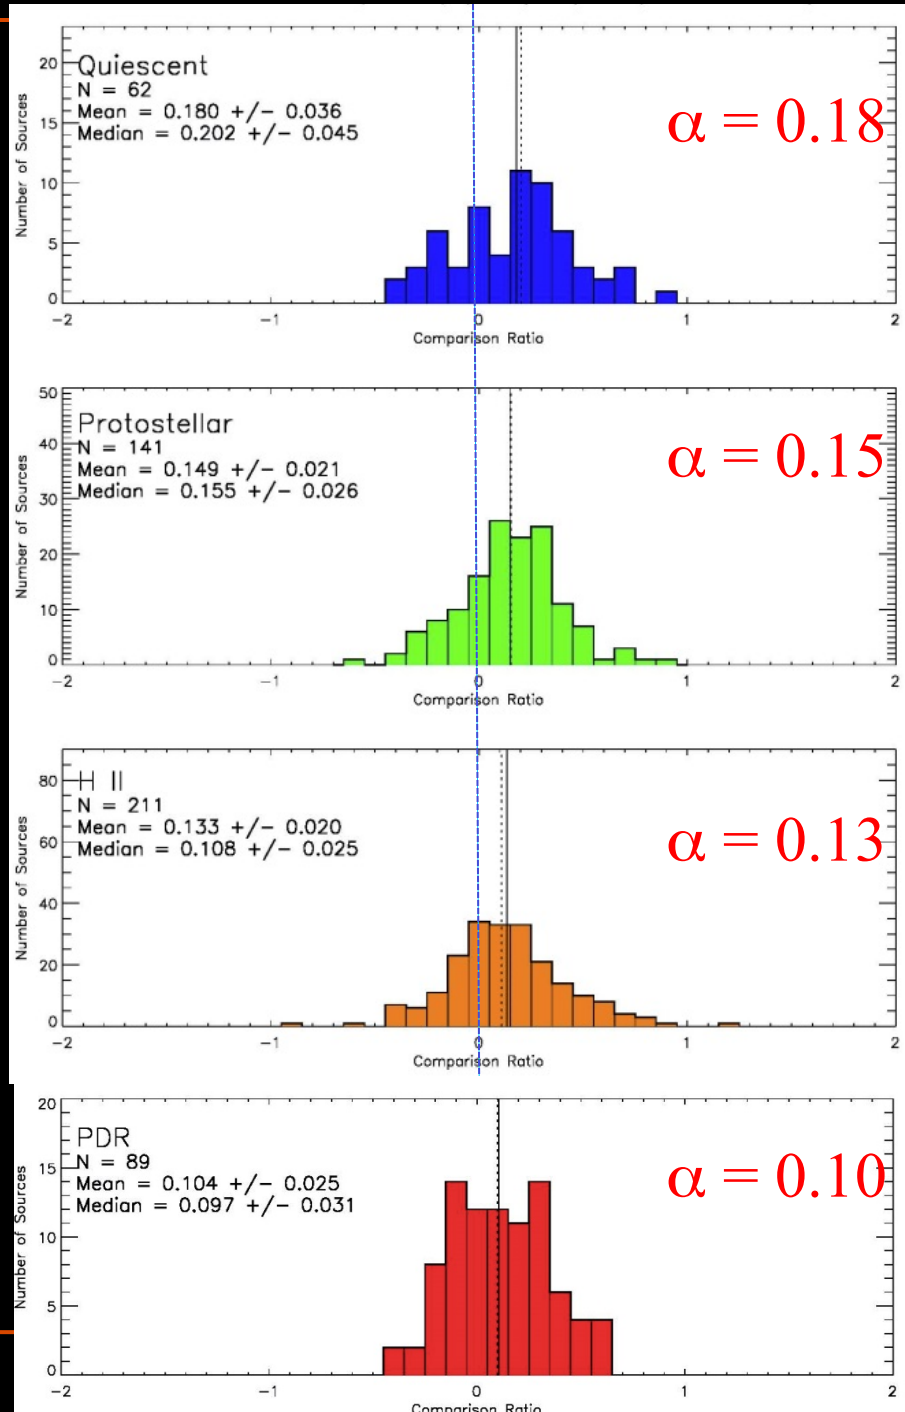 Quiescent
N = 62
Mean = 0.180 +/- 0.036
Median = 0.202 +/- 0.045
α = 0.18
Number of Sources
20
15
10
5
0
-2 -1 0 1 2
Comparison Ratio
Protostellar
N = 141
Mean = 0.149 +/- 0.021
Median = 0.155 +/- 0.026
α = 0.15
Number of Sources
50
40
30
20
10
0
-2 -1 0 1 2
Comparison Ratio
H II
N = 211
Mean = 0.133 +/- 0.020
Median = 0.108 +/- 0.025
α = 0.13
Number of Sources
80
60
40
20
0
-2 -1 0 1 2
Comparison Ratio
PDR
N = 89
Mean = 0.104 +/- 0.025
Median = 0.097 +/- 0.031
α = 0.10
Number of Sources
20
15
10
5
0
-2 -1 0 1 2
Comparison Ratio